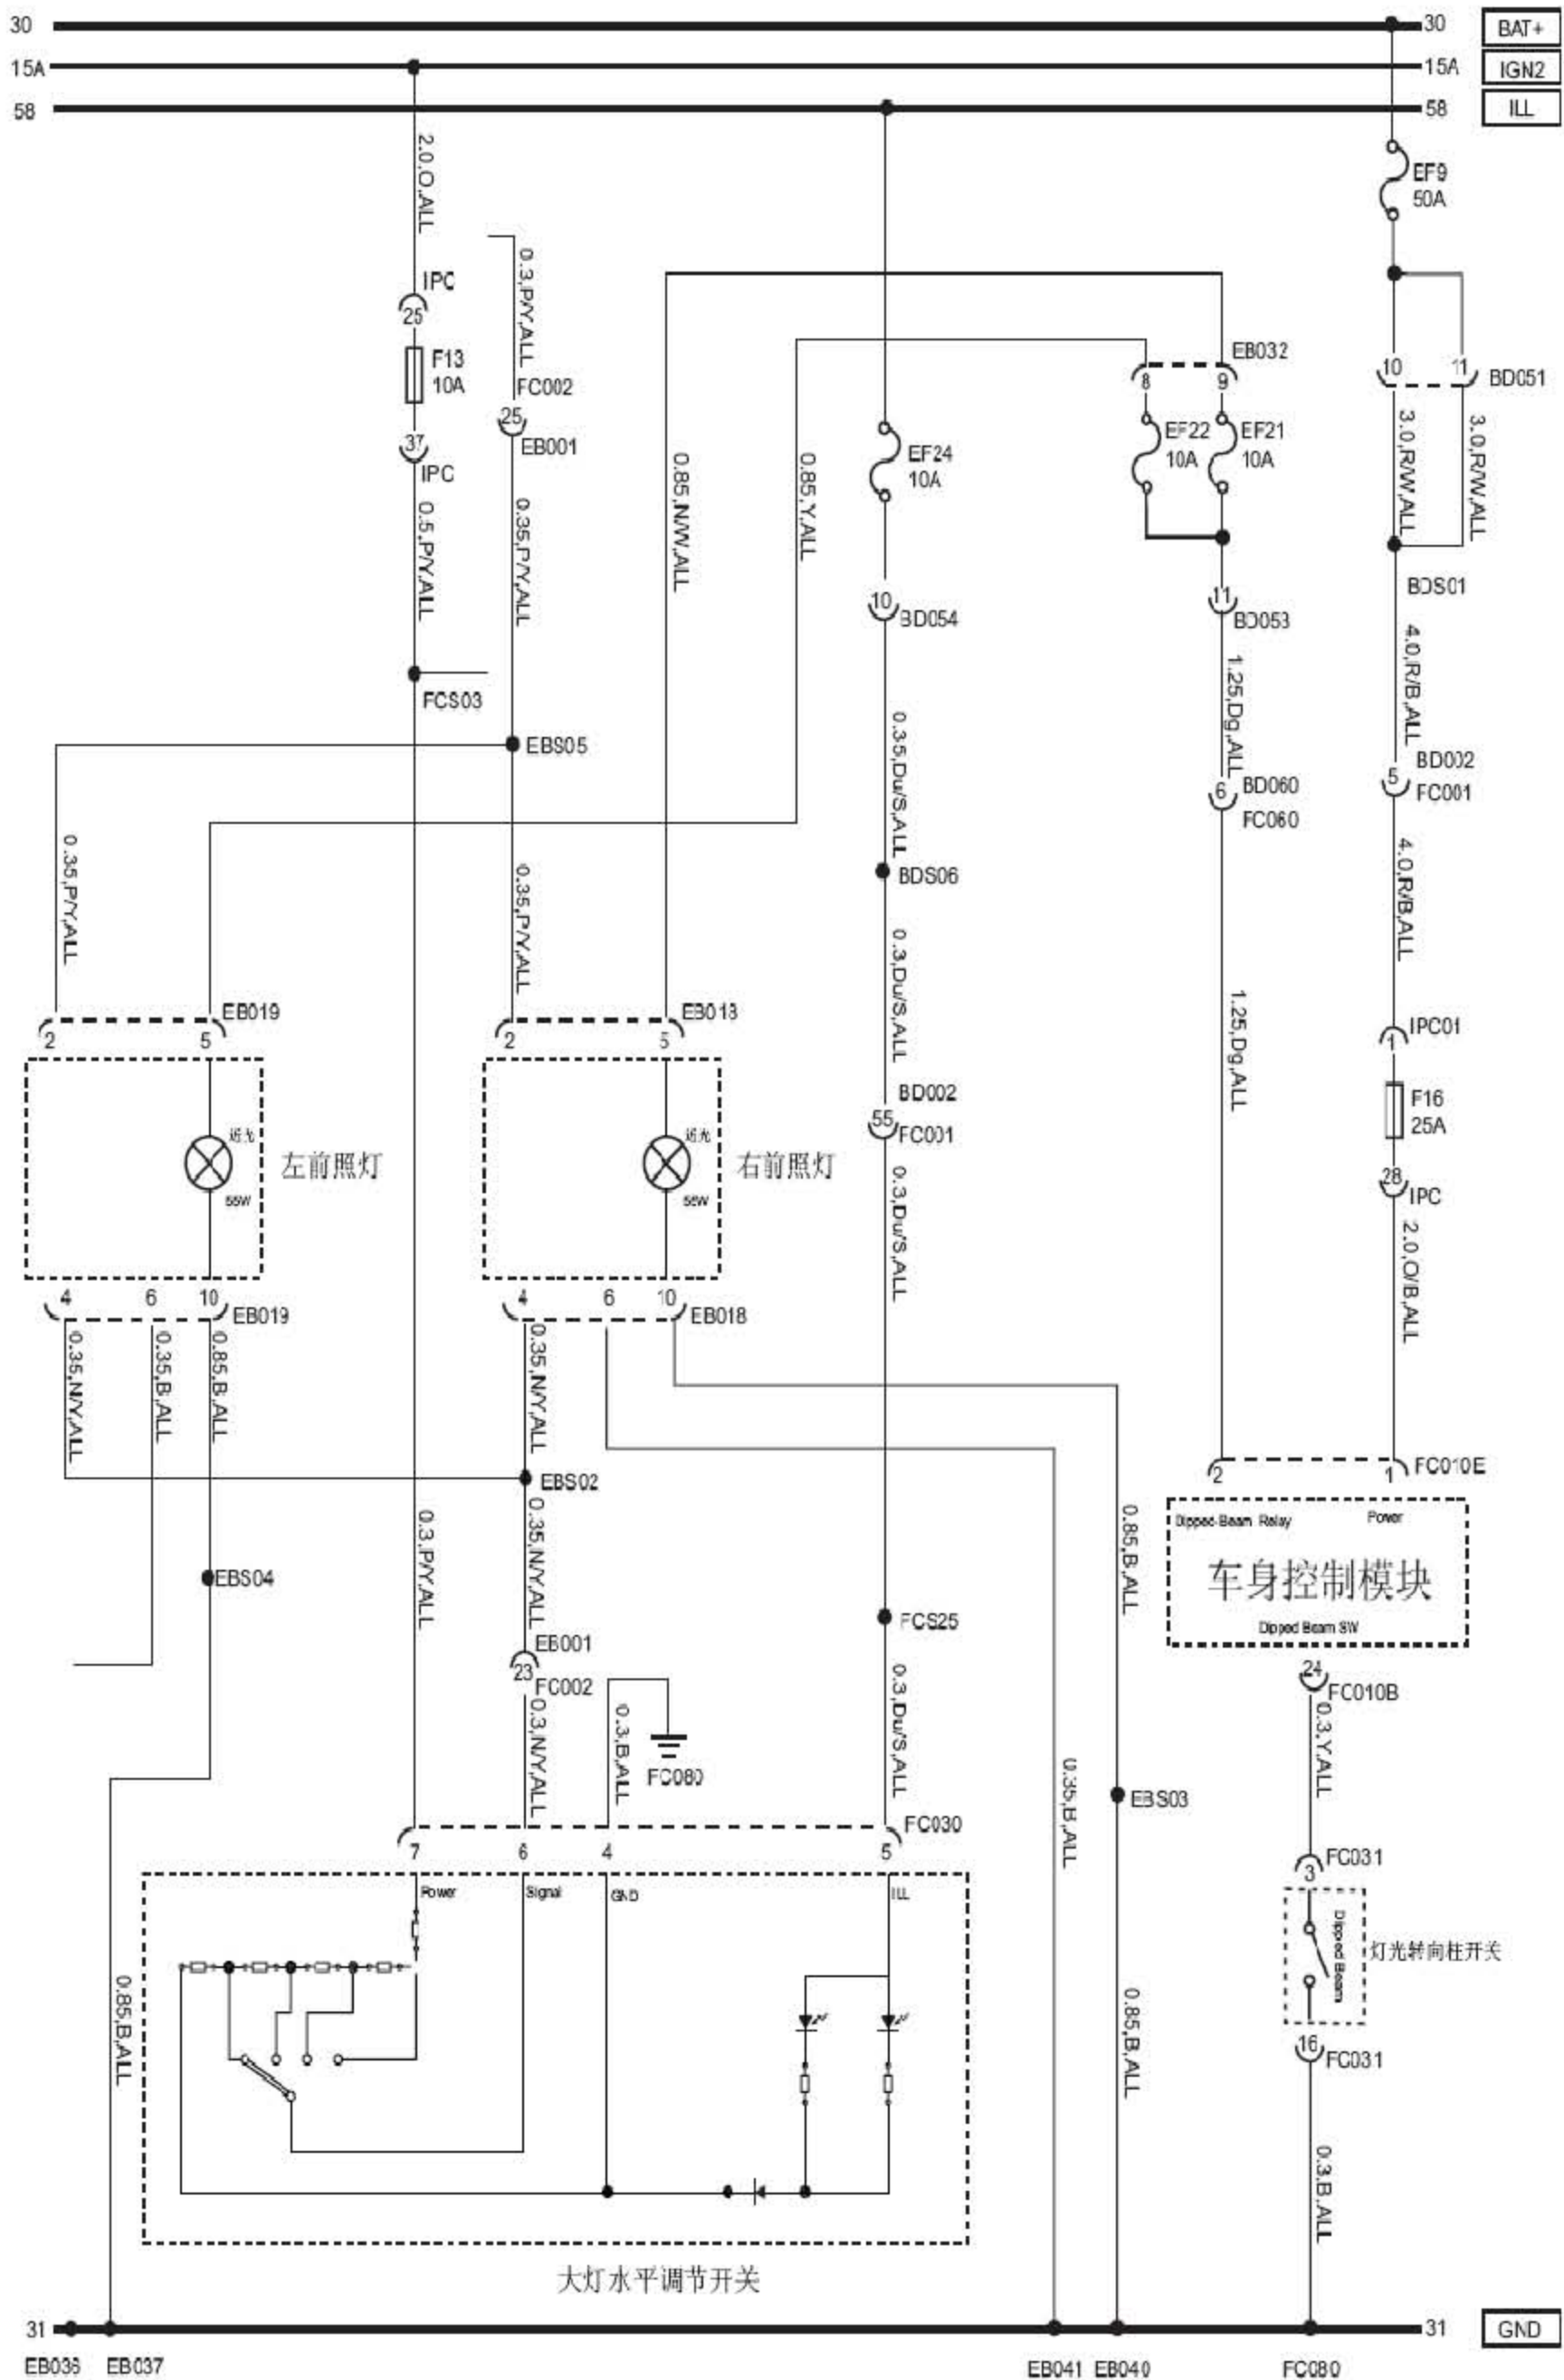 30
30
BAT+
15A
15A
IGN2
58
58
ILL
2.0,O,ALL
EF9
50A
IPC
25
0.3,P/Y,ALL
F13
10A
FC002
EB032
8
9
10
11
BD051
25
EB001
37
IPC
EF24
10A
EF22
10A
EF21
10A
3.0,R/W,ALL
3.0,R/W,ALL
0.85,N/W,ALL
0.85,Y,ALL
0.5,P/Y,ALL
0.35,P/Y,ALL
10
BD054
11
BD053
BDS01
4.0,R/B,ALL
FCS03
1.25,Dg,ALL
EBS05
0.35,Du/S,ALL
BD002
5
FC001
6
BD060
FC060
0.35,P/Y,ALL
0.35,P/Y,ALL
BDS06
4.0,R/B,ALL
0.3,Du/S,ALL
EB019
2
5
EB018
2
5
1.25,Dg,ALL
IPC01
1
BD002
55
FC001
F16
25A
近光
55W
左前照灯
近光
55W
右前照灯
28
IPC
0.3,Du/S,ALL
2.0,O/B,ALL
4
6
10
EB019
4
6
10
EB018
0.35,N/Y,ALL
0.35,B,ALL
0.85,B,ALL
0.35,N/Y,ALL
EBS02
2
1
FC010E
0.3,P/Y,ALL
0.35,N/Y,ALL
0.85,B,ALL
Dipped-Beam Relay
Power
车身控制模块
Dipped Beam SW
EBS04
FCS25
EB001
23
FC002
24
FC010B
0.3,N/Y,ALL
0.3,B,ALL
FC080
0.3,Du/S,ALL
0.3,Y,ALL
0.35,B,ALL
EBS03
FC030
7
6
4
5
FC031
3
Power
Signal
GND
ILL
Dipped Beam
灯光转向柱开关
0.85,B,ALL
0.85,B,ALL
16
FC031
0.3,B,ALL
大灯水平调节开关
31
31
GND
EB036
EB037
EB041
EB040
FC080